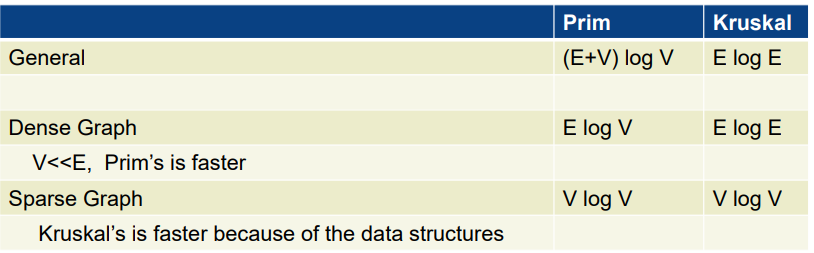 Prim Kruskal
General (E+V) log V E log E
Dense Graph E log V E log E
V<<E, Prim's is faster
Sparse Graph V log V V log V
Kruskal's is faster because of the data structures